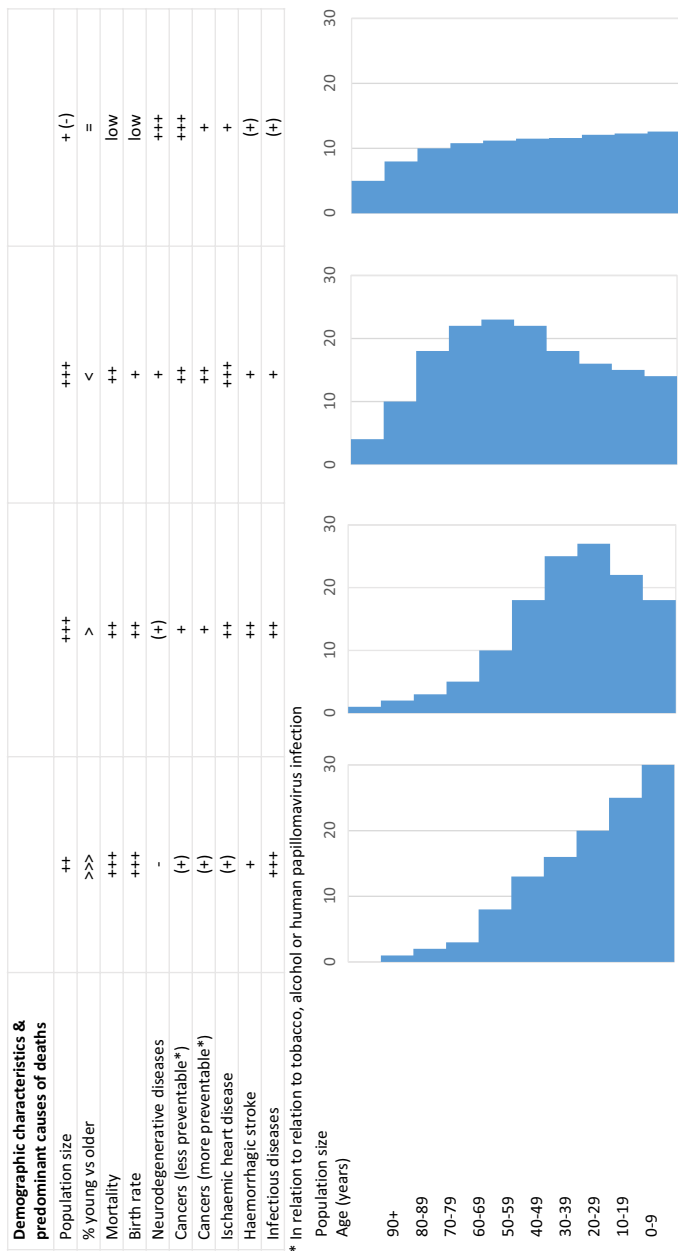 Demographic characteristics &
predominant causes of deaths
Population size ++ +++ +++ + (-)
% young vs older >>> > < =
Mortality +++ ++ ++ low
Birth rate +++ ++ + low
Neurodegenerative diseases - (+) + +++
Cancers (less preventable*) (+) + ++ +++
Cancers (more preventable*) (+) + ++ +
Ischaemic heart disease (+) ++ +++ +
Haemorrhagic stroke + ++ + (+)
Infectious diseases +++ ++ + (+)
* In relation to relation to tobacco, alcohol or human papillomavirus infection
Population size 0 10 20 30 0 10 20 30 0 10 20 30 0 10 20 30
Age (years)
90+
80-89
70-79
60-69
50-59
40-49
30-39
20-29
10-19
0-9